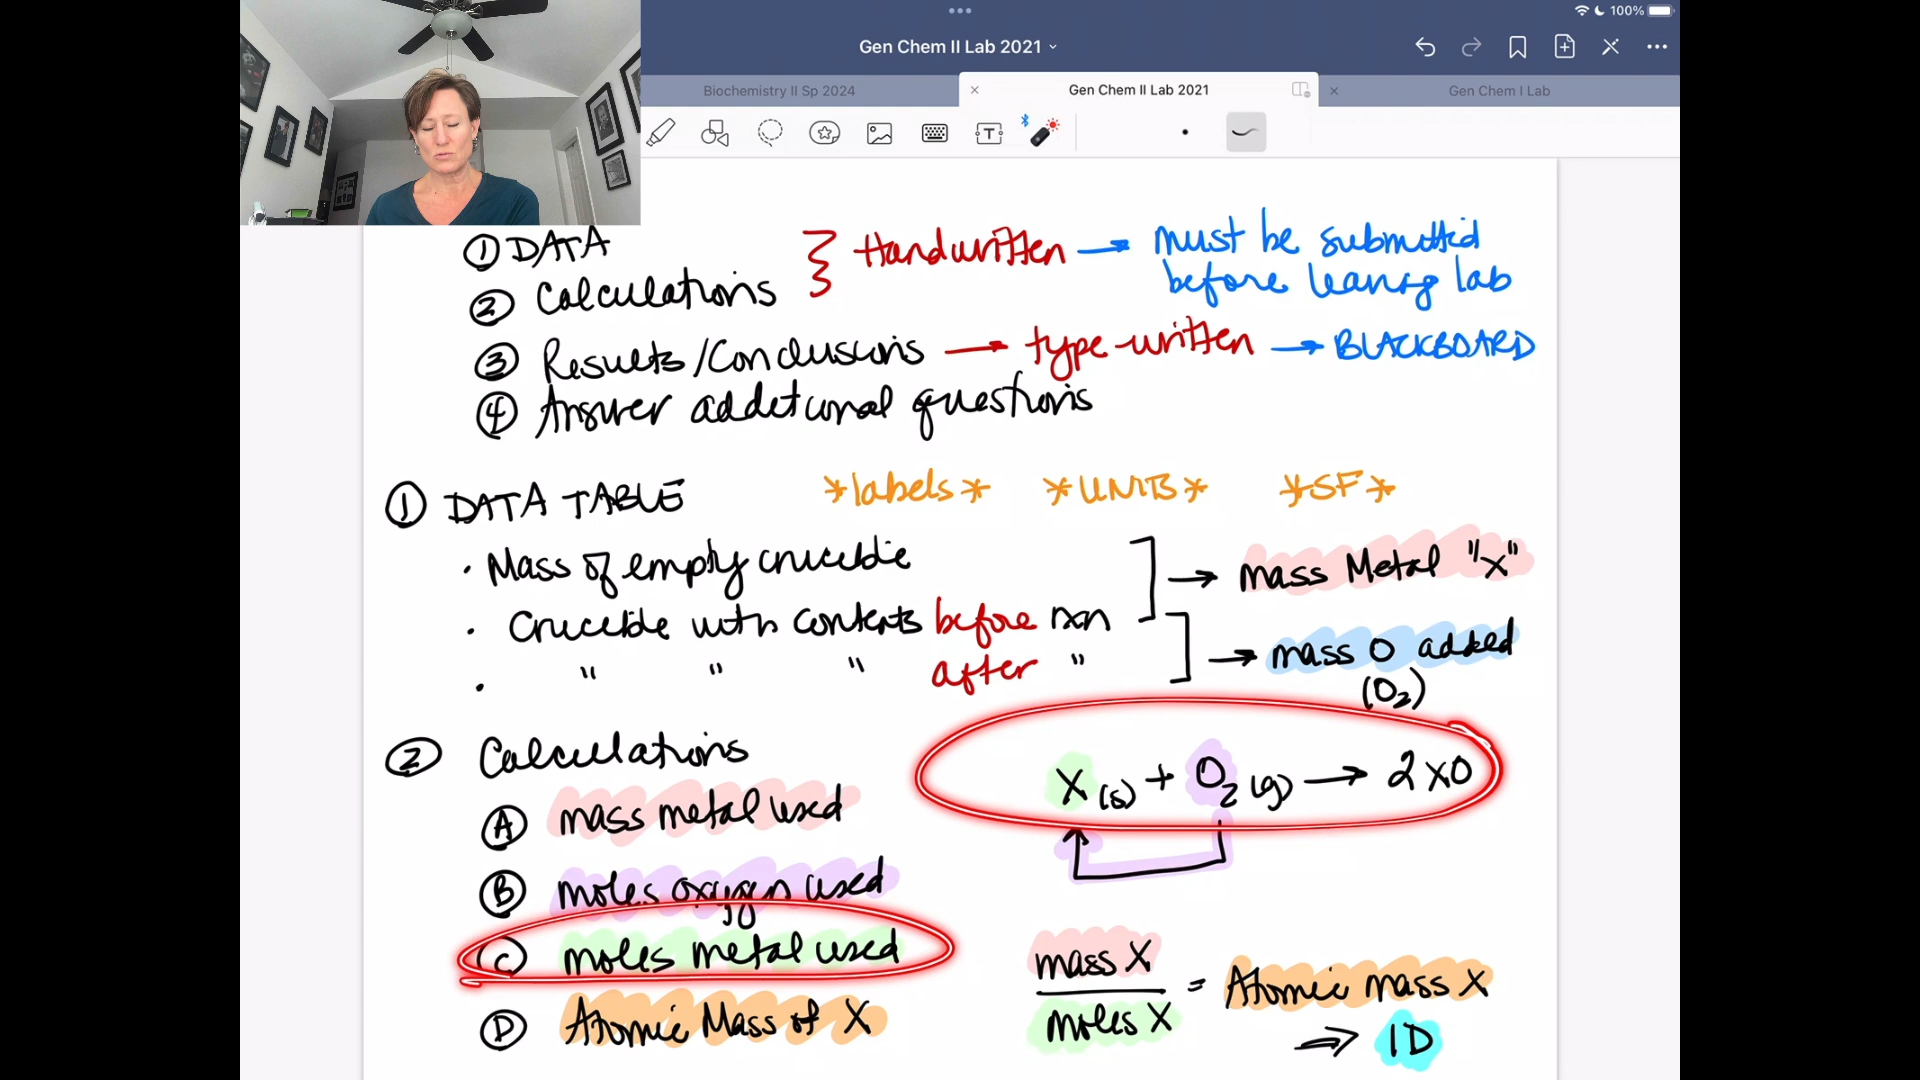 100%
Gen Chem II Lab 2021
Biochemistry II Sp 2024
Gen Chem II Lab 2021
Gen Chem I Lab
T
① DATA
② Calculations
} Handwritten → must be submitted
before leaving lab
③ Results/Conclusions → type-written → BLACKBOARD
④ Answer additional questions
① DATA TABLE *labels* *UNITS* *SF*
· Mass of empty crucible
· Crucible with contents before rxn
· " " " after "
] → mass Metal "X"
] → mass O added
(O₂)
② Calculations
X(s) + O₂(g) → 2XO
Ⓐ mass metal used
Ⓑ moles oxygen used
Ⓒ moles metal used
Ⓓ Atomic Mass of X
mass X
moles X
= Atomic mass X
⇒ ID